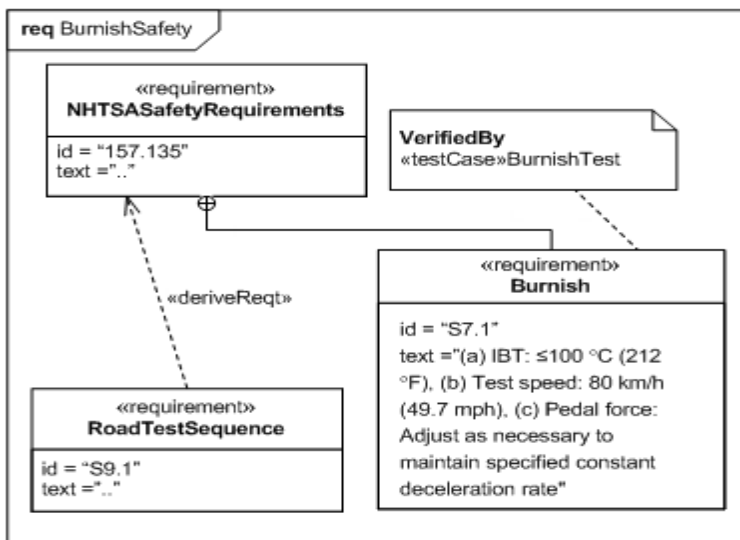 req BurnishSafety
«requirement»
NHTSASafetyRequirements
id = "157.135"
text =".."
VerifiedBy
«testCase»BurnishTest
«deriveReqt»
«requirement»
Burnish
id = "S7.1"
text ="(a) IBT: ≤100 °C (212
°F), (b) Test speed: 80 km/h
(49.7 mph), (c) Pedal force:
Adjust as necessary to
maintain specified constant
deceleration rate"
«requirement»
RoadTestSequence
id = "S9.1"
text =".."